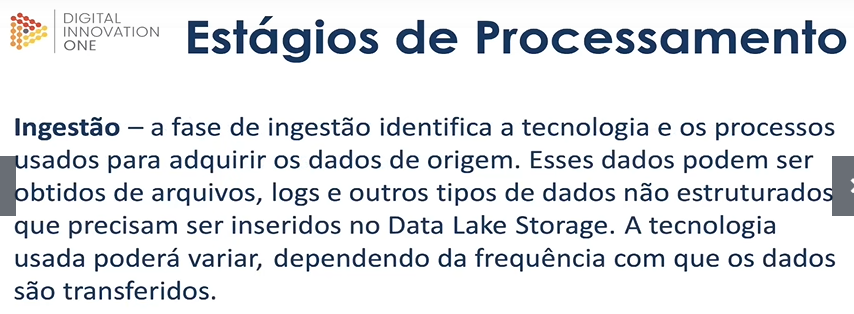 DIGITAL
INNOVATION
ONE
Estágios de Processamento
Ingestão – a fase de ingestão identifica a tecnologia e os processos
usados para adquirir os dados de origem. Esses dados podem ser
obtidos de arquivos, logs e outros tipos de dados não estruturados
que precisam ser inseridos no Data Lake Storage. A tecnologia
usada poderá variar, dependendo da frequência com que os dados
são transferidos.